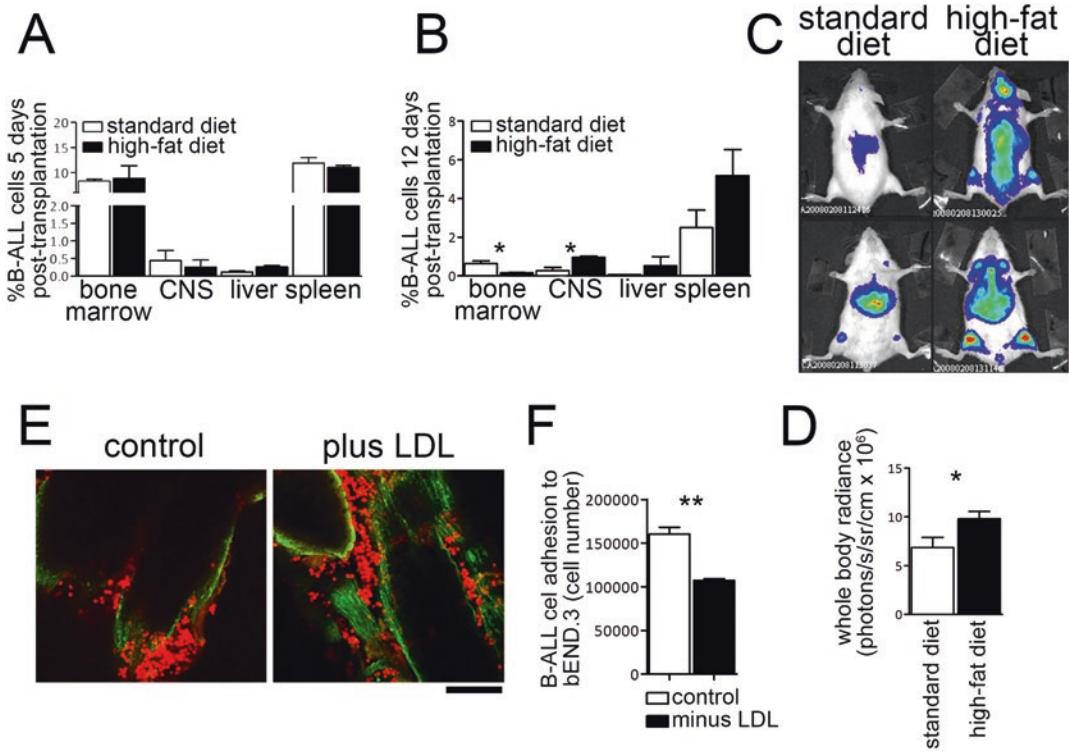 A
%B-ALL cells 5 days
post-transplantation
20
15
10
5
2.0
1.5
1.0
0.5
0.0
standard diet
high-fat diet
bone
marrow
CNS
liver
spleen
B
%B-ALL cells 12 days
post-transplantation
8
6
4
2
0
standard diet
high-fat diet
*
*
bone
marrow
CNS
liver
spleen
C
standard
diet
high-fat
diet
E
control
plus LDL
F
B-ALL cel adhesion to
bEND.3 (cell number)
200000
150000
100000
50000
0
**
control
minus LDL
D
whole body radiance
(photons/s/sr/cm x 10⁶)
15
10
5
0
*
standard diet
high-fat diet